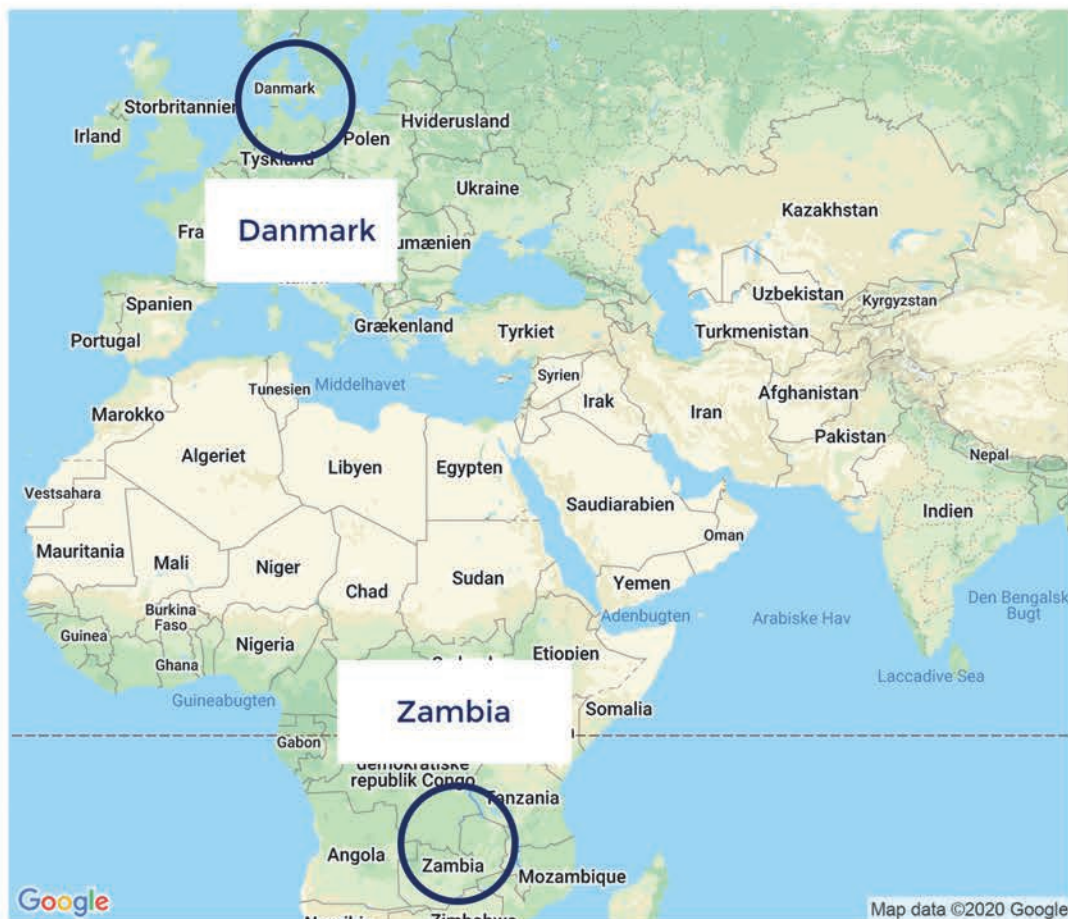 Danmark
Storbritannien
Irland
Hviderusland
Polen
Tyskland
Ukraine
Kazakhstan
Danmark
Spanien
Uzbekistan
Kyrgyzstan
Grækenland
Tyrkiet
Turkmenistan
Portugal
Syrien
Tunesien
Middelhavet
Afghanistan
Marokko
Irak
Iran
Pakistan
Algeriet
Libyen
Egypten
Nepal
Vestsahara
Saudiarabien
Indien
Oman
Mauritania
Mali
Niger
Chad
Sudan
Yemen
Burkina
Faso
Adenbugten
Arabiske Hav
Den Bengalsk
Bugt
Guinea
Nigeria
Ghana
Etiopien
Laccadive Sea
Guineabugten
Zambia
Somalia
Gabon
demokratiske
republik Congo
Tanzania
Angola
Zambia
Mozambique
Google
Map data ©2020 Google